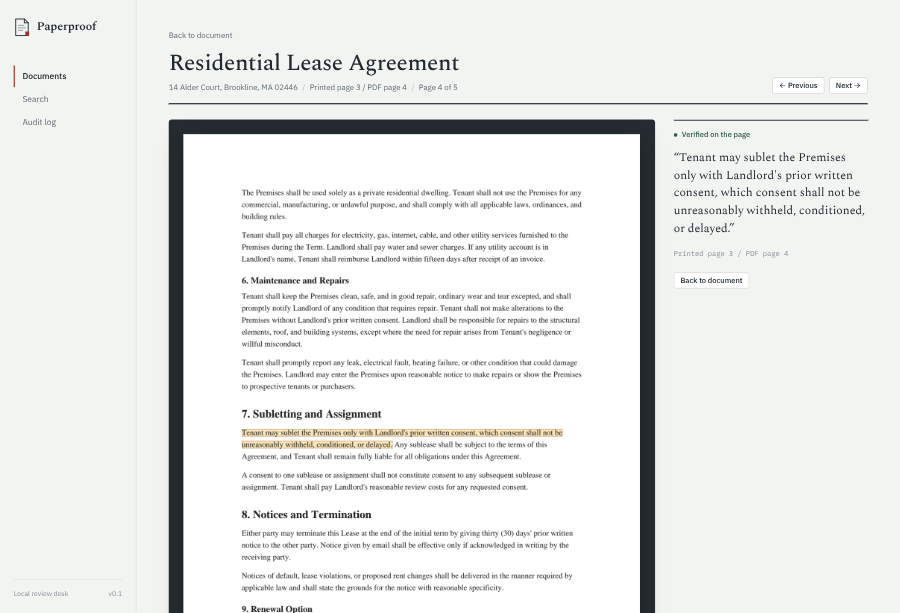 Paperproof
Documents
Search
Audit log
Local review desk
v0.1
Back to document
Residential Lease Agreement
14 Alder Court, Brookline, MA 02446 / Printed page 3 / PDF page 4 / Page 4 of 5
← Previous
Next →
The Premises shall be used solely as a private residential dwelling. Tenant shall not use the Premises for any
commercial, manufacturing, or unlawful purpose, and shall comply with all applicable laws, ordinances, and
building rules.
Tenant shall pay all charges for electricity, gas, internet, cable, and other utility services furnished to the
Premises during the Term. Landlord shall pay water and sewer charges. If any utility account is in
Landlord's name, Tenant shall reimburse Landlord within fifteen days after receipt of an invoice.
6. Maintenance and Repairs
Tenant shall keep the Premises clean, safe, and in good repair, ordinary wear and tear excepted, and shall
promptly notify Landlord of any condition that requires repair. Tenant shall not make alterations to the
Premises without Landlord's prior written consent. Landlord shall be responsible for repairs to the structural
elements, roof, and building systems, except where the need for repair arises from Tenant's negligence or
willful misconduct.
Tenant shall promptly report any leak, electrical fault, heating failure, or other condition that could damage
the Premises. Landlord may enter the Premises upon reasonable notice to make repairs or show the Premises
to prospective tenants or purchasers.
7. Subletting and Assignment
Tenant may sublet the Premises only with Landlord's prior written consent, which consent shall not be
unreasonably withheld, conditioned, or delayed. Any sublease shall be subject to the terms of this
Agreement, and Tenant shall remain fully liable for all obligations under this Agreement.
A consent to one sublease or assignment shall not constitute consent to any subsequent sublease or
assignment. Tenant shall pay Landlord's reasonable review costs for any requested consent.
8. Notices and Termination
Either party may terminate this Lease at the end of the initial term by giving thirty (30) days' prior written
notice to the other party. Notice given by email shall be effective only if acknowledged in writing by the
receiving party.
Notices of default, lease violations, or proposed rent changes shall be delivered in the manner required by
applicable law and shall state the grounds for the notice with reasonable specificity.
9. Renewal Option
Verified on the page
“Tenant may sublet the Premises
only with Landlord's prior written
consent, which consent shall not be
unreasonably withheld, conditioned,
or delayed.”
Printed page 3 / PDF page 4
Back to document